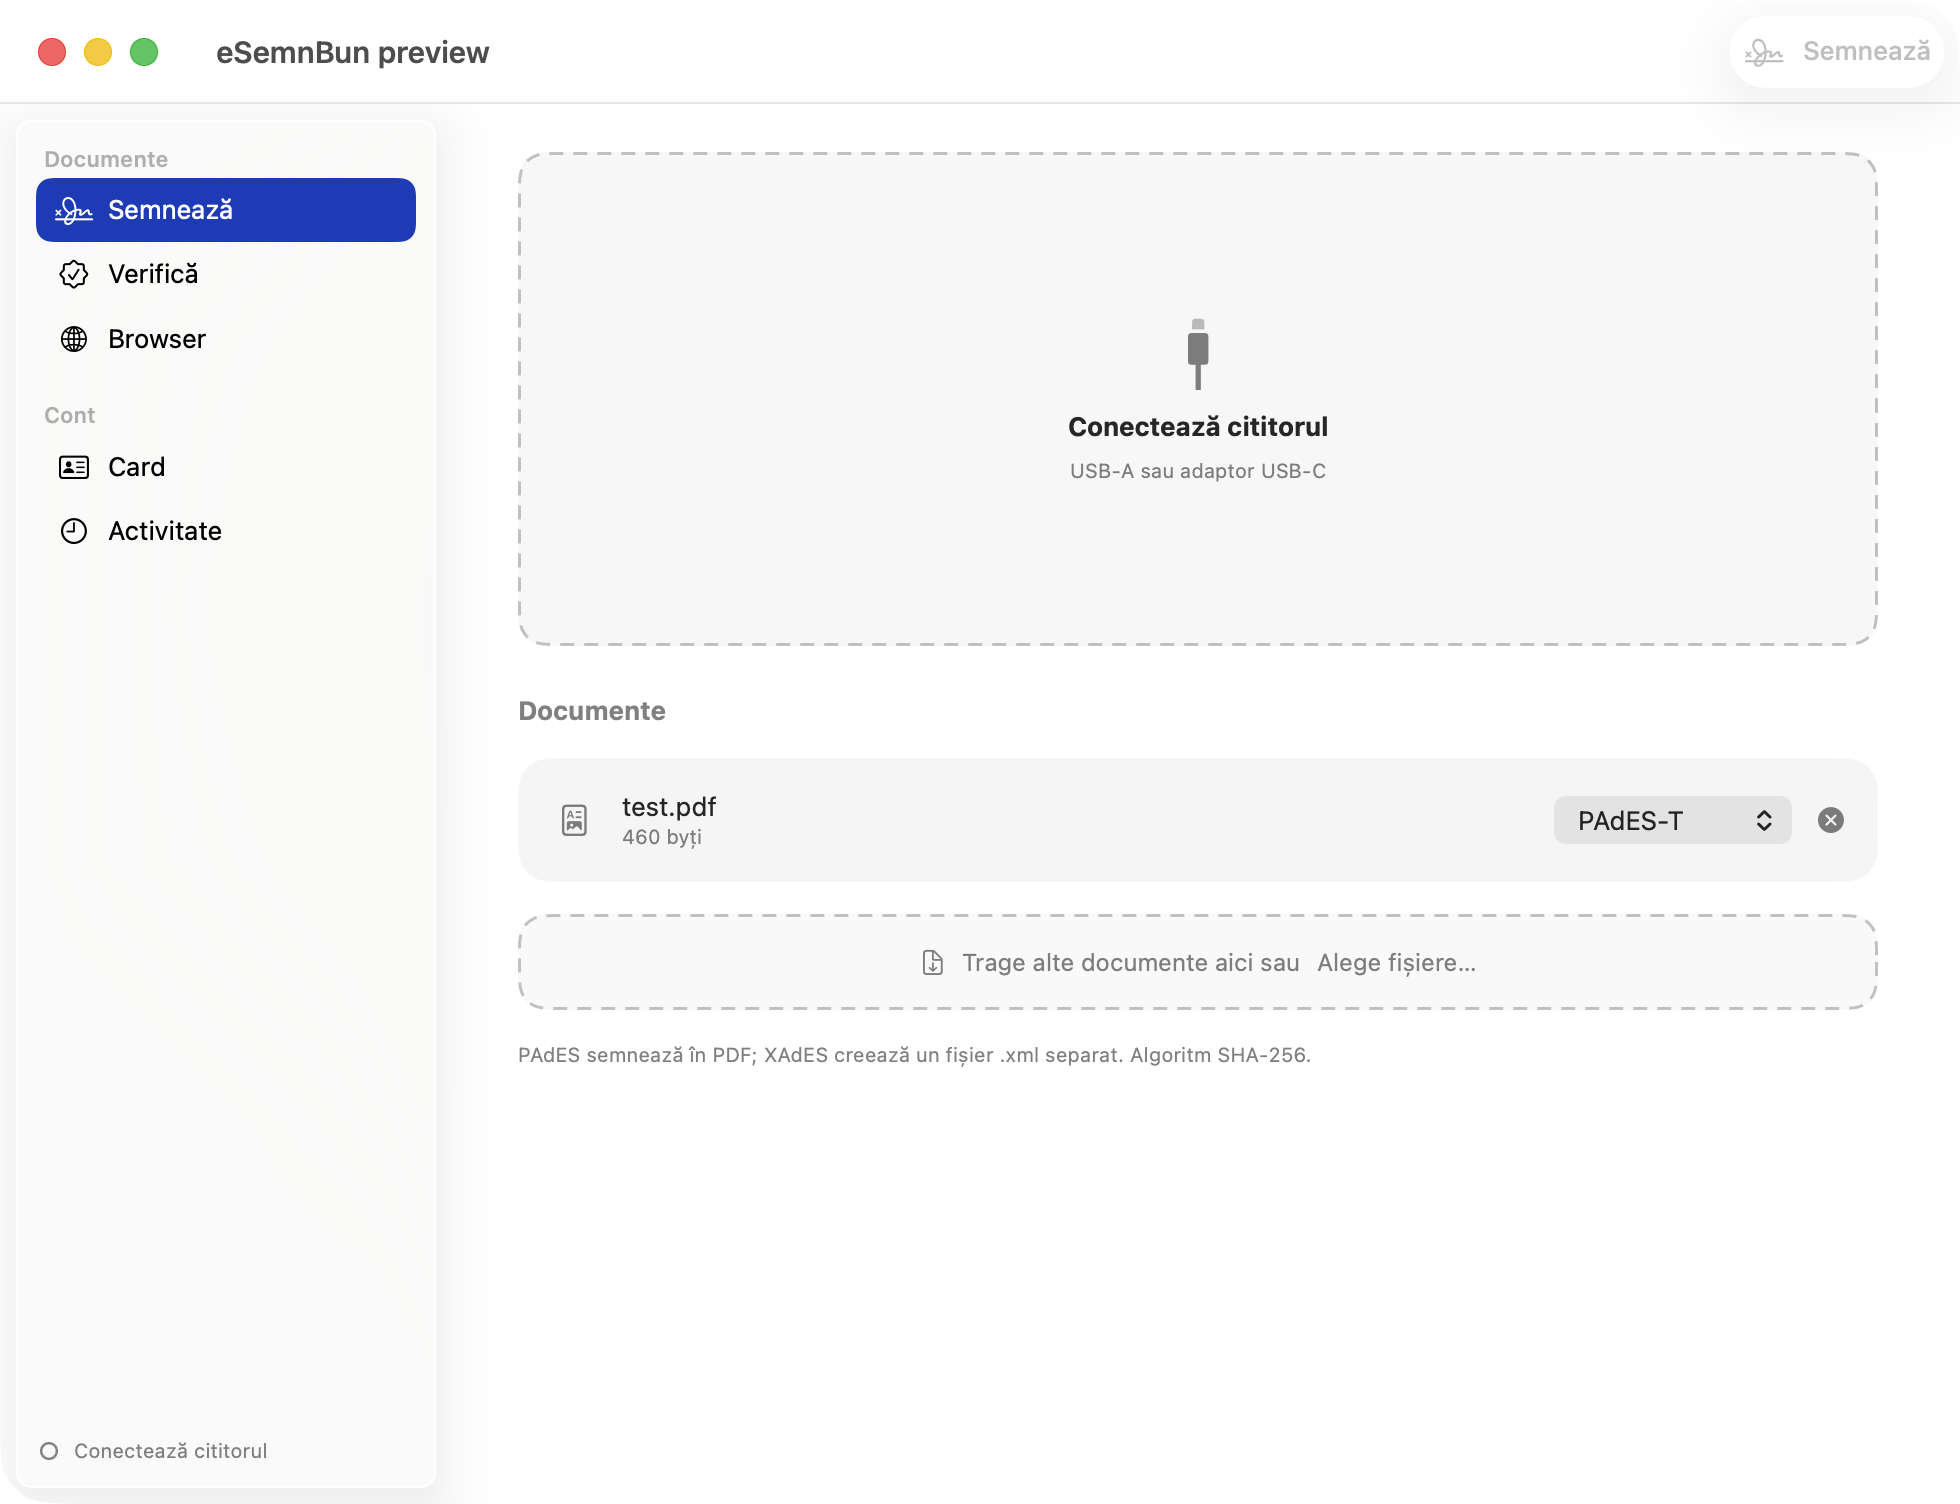 eSemnBun preview
Semnează
Documente
Semnează
Verifică
Browser
Cont
Card
Activitate
Conectează cititorul
Conectează cititorul
USB-A sau adaptor USB-C
Documente
test.pdf
460 byți
PAdES-T
Trage alte documente aici sau Alege fișiere...
PAdES semnează în PDF; XAdES creează un fișier .xml separat. Algoritm SHA-256.